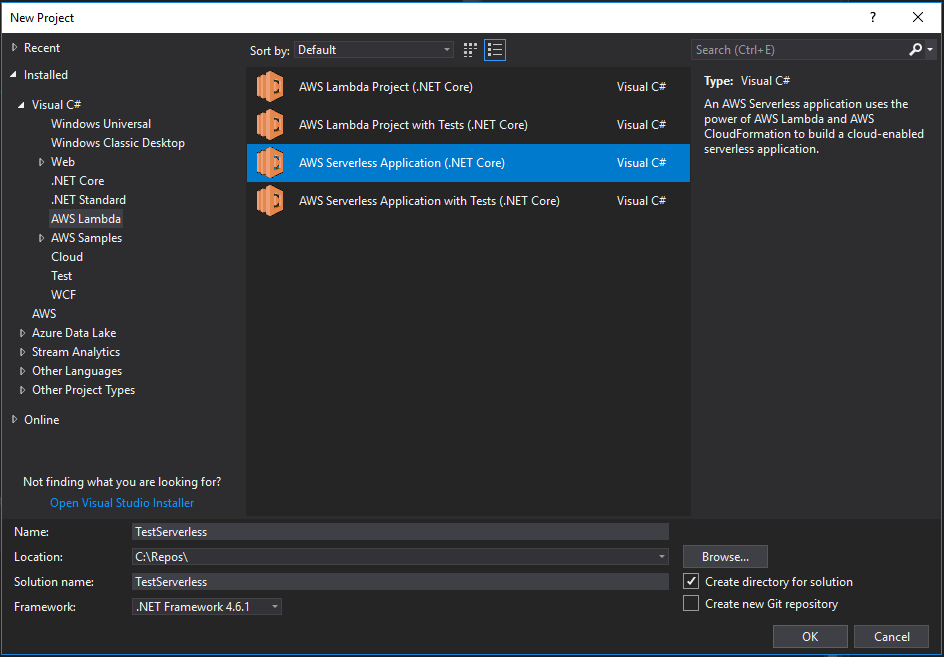 New Project
?
Recent
Installed
Visual C#
Windows Universal
Windows Classic Desktop
Web
.NET Core
.NET Standard
AWS Lambda
AWS Samples
Cloud
Test
WCF
AWS
Azure Data Lake
Stream Analytics
Other Languages
Other Project Types
Online
Not finding what you are looking for?
Open Visual Studio Installer
Sort by: Default
AWS Lambda Project (.NET Core) Visual C#
AWS Lambda Project with Tests (.NET Core) Visual C#
AWS Serverless Application (.NET Core) Visual C#
AWS Serverless Application with Tests (.NET Core) Visual C#
Search (Ctrl+E)
Type: Visual C#
An AWS Serverless application uses the
power of AWS Lambda and AWS
CloudFormation to build a cloud-enabled
serverless application.
Name: TestServerless
Location: C:\Repos\
Browse...
Solution name: TestServerless
Create directory for solution
Framework: .NET Framework 4.6.1
Create new Git repository
OK Cancel